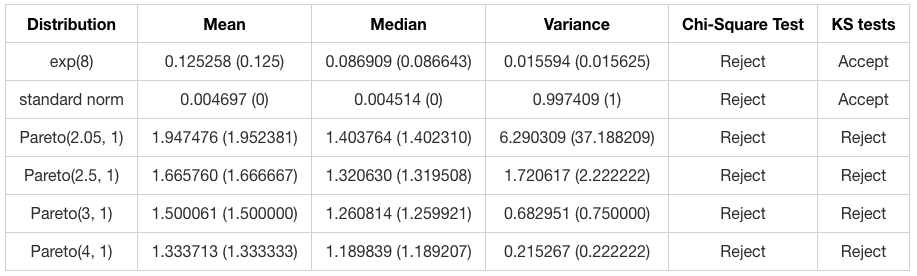 Distribution Mean Median Variance Chi-Square Test KS tests
exp(8) 0.125258 (0.125) 0.086909 (0.086643) 0.015594 (0.015625) Reject Accept
standard norm 0.004697 (0) 0.004514 (0) 0.997409 (1) Reject Accept
Pareto(2.05, 1) 1.947476 (1.952381) 1.403764 (1.402310) 6.290309 (37.188209) Reject Reject
Pareto(2.5, 1) 1.665760 (1.666667) 1.320630 (1.319508) 1.720617 (2.222222) Reject Reject
Pareto(3, 1) 1.500061 (1.500000) 1.260814 (1.259921) 0.682951 (0.750000) Reject Reject
Pareto(4, 1) 1.333713 (1.333333) 1.189839 (1.189207) 0.215267 (0.222222) Reject Reject